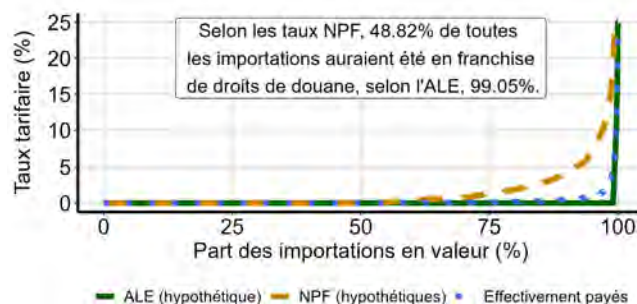 Selon les taux NPF, 48.82% de toutes
les importations auraient été en franchise
de droits de douane, selon l'ALE, 99.05%.
Taux tarifaire (%)
25
20
15
10
5
0
0 25 50 75 100
Part des importations en valeur (%)
ALE (hypothétique) NPF (hypothétiques) Effectivement payés